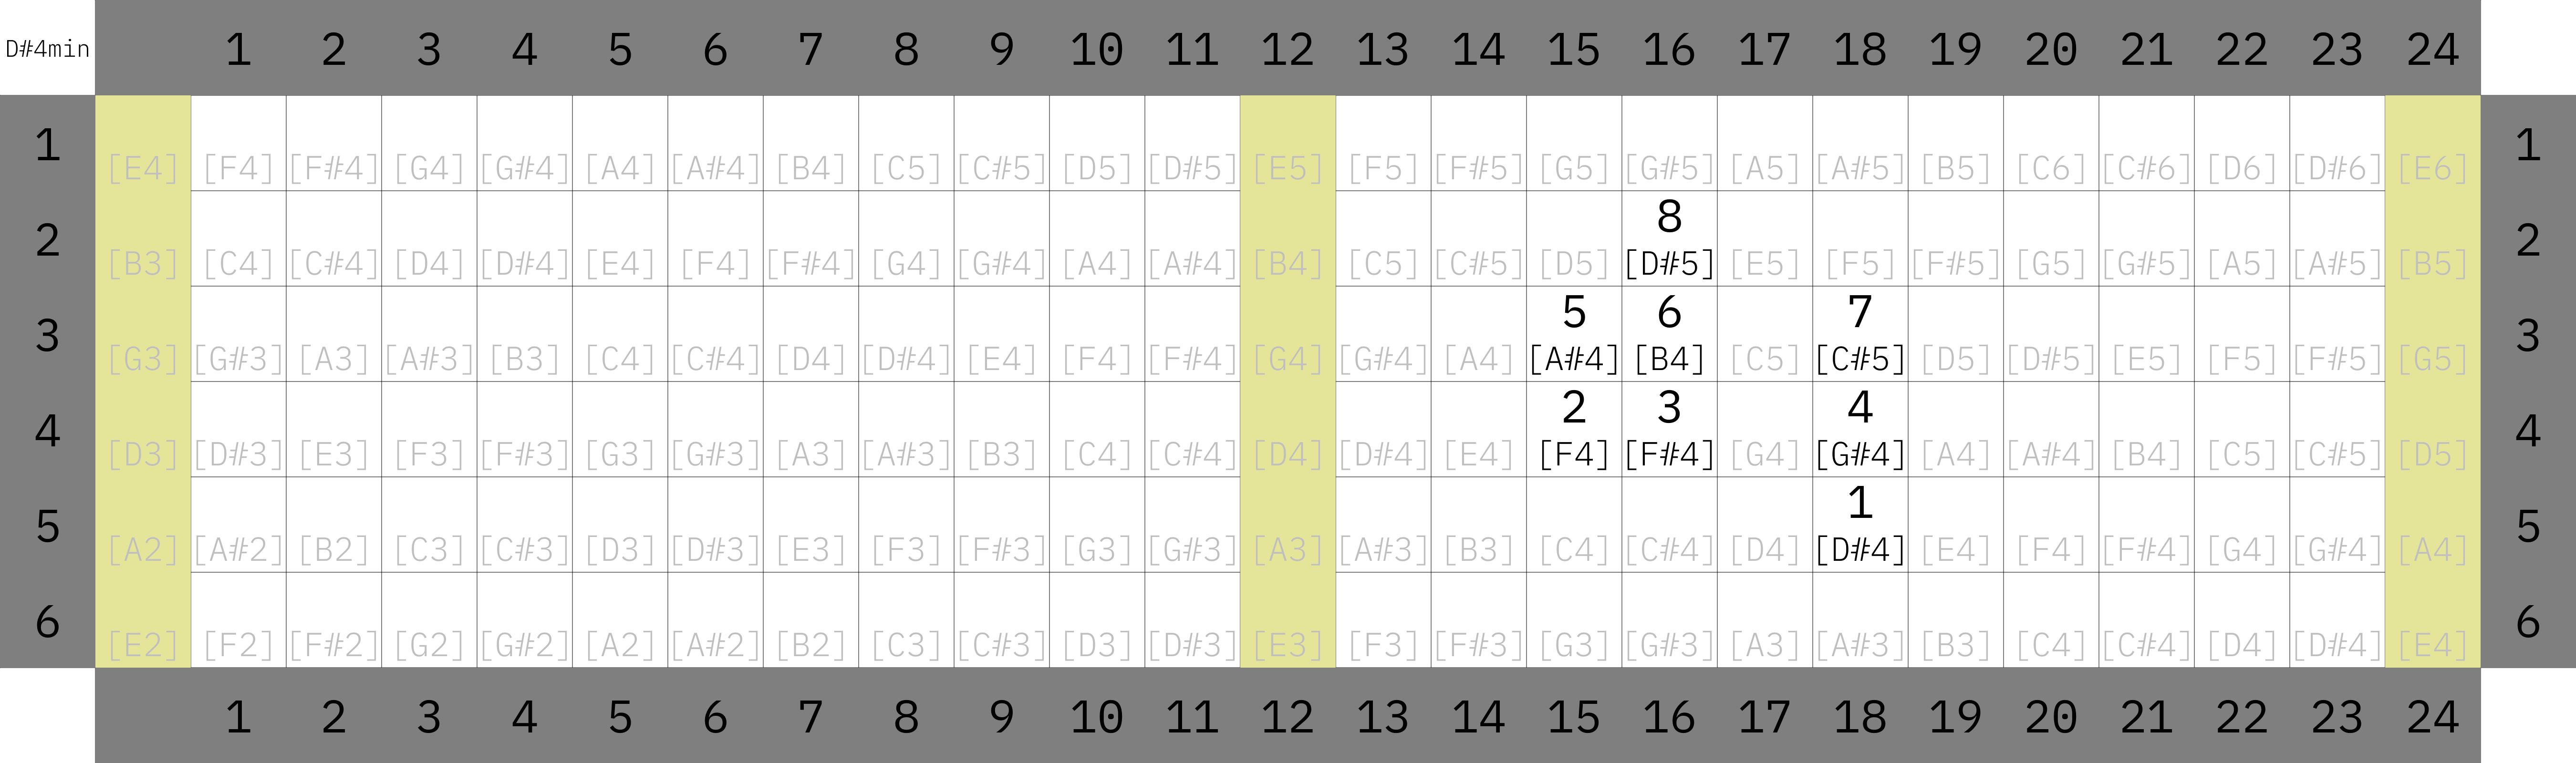 D#4min 1 2 3 4 5 6 7 8 9 10 11 12 13 14 15 16 17 18 19 20 21 22 23 24
1 [E4] [F4] [F#4] [G4] [G#4] [A4] [A#4] [B4] [C5] [C#5] [D5] [D#5] [E5] [F5] [F#5] [G5] [G#5] [A5] [A#5] [B5] [C6] [C#6] [D6] [D#6] [E6] 1
8
2 [B3] [C4] [C#4] [D4] [D#4] [E4] [F4] [F#4] [G4] [G#4] [A4] [A#4] [B4] [C5] [C#5] [D5] [D#5] [E5] [F5] [F#5] [G5] [G#5] [A5] [A#5] [B5] 2
5 6 7
3 [G3] [G#3] [A3] [A#3] [B3] [C4] [C#4] [D4] [D#4] [E4] [F4] [F#4] [G4] [G#4] [A4] [A#4] [B4] [C5] [C#5] [D5] [D#5] [E5] [F5] [F#5] [G5] 3
2 3 4
4 [D3] [D#3] [E3] [F3] [F#3] [G3] [G#3] [A3] [A#3] [B3] [C4] [C#4] [D4] [D#4] [E4] [F4] [F#4] [G4] [G#4] [A4] [A#4] [B4] [C5] [C#5] [D5] 4
1
5 [A2] [A#2] [B2] [C3] [C#3] [D3] [D#3] [E3] [F3] [F#3] [G3] [G#3] [A3] [A#3] [B3] [C4] [C#4] [D4] [D#4] [E4] [F4] [F#4] [G4] [G#4] [A4] 5
6 [E2] [F2] [F#2] [G2] [G#2] [A2] [A#2] [B2] [C3] [C#3] [D3] [D#3] [E3] [F3] [F#3] [G3] [G#3] [A3] [A#3] [B3] [C4] [C#4] [D4] [D#4] [E4] 6
1 2 3 4 5 6 7 8 9 10 11 12 13 14 15 16 17 18 19 20 21 22 23 24